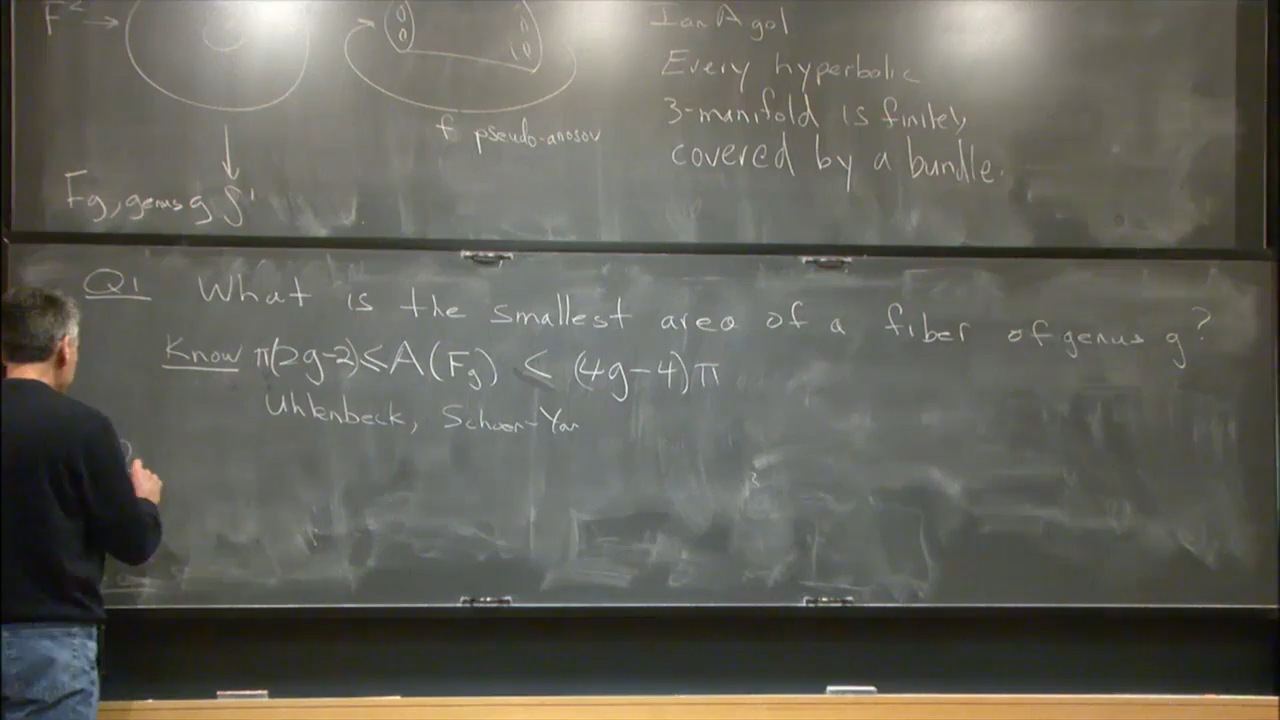 F² →
Fg, genus g S¹
f pseudo-anosov
Ian Agol
Every hyperbolic
3-manifold is finitely
covered by a bundle.
Q1 What is the smallest area of a fiber of genus g?
Know π(2g-2) ≤ A(Fg) < (4g-4)π
Uhlenbeck, Schoen-Yau